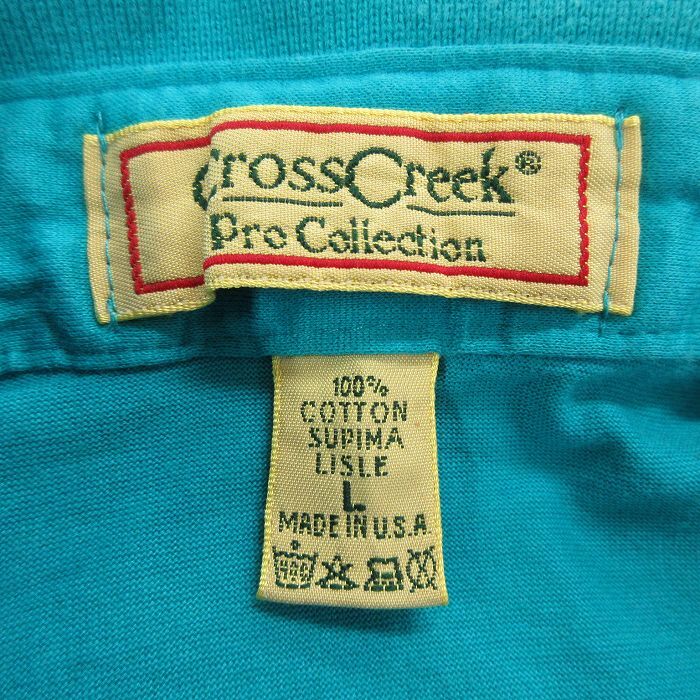 CrossCreek®
Pro Collection
100%
COTTON
SUPIMA
LISLE
L
MADE IN U.S.A